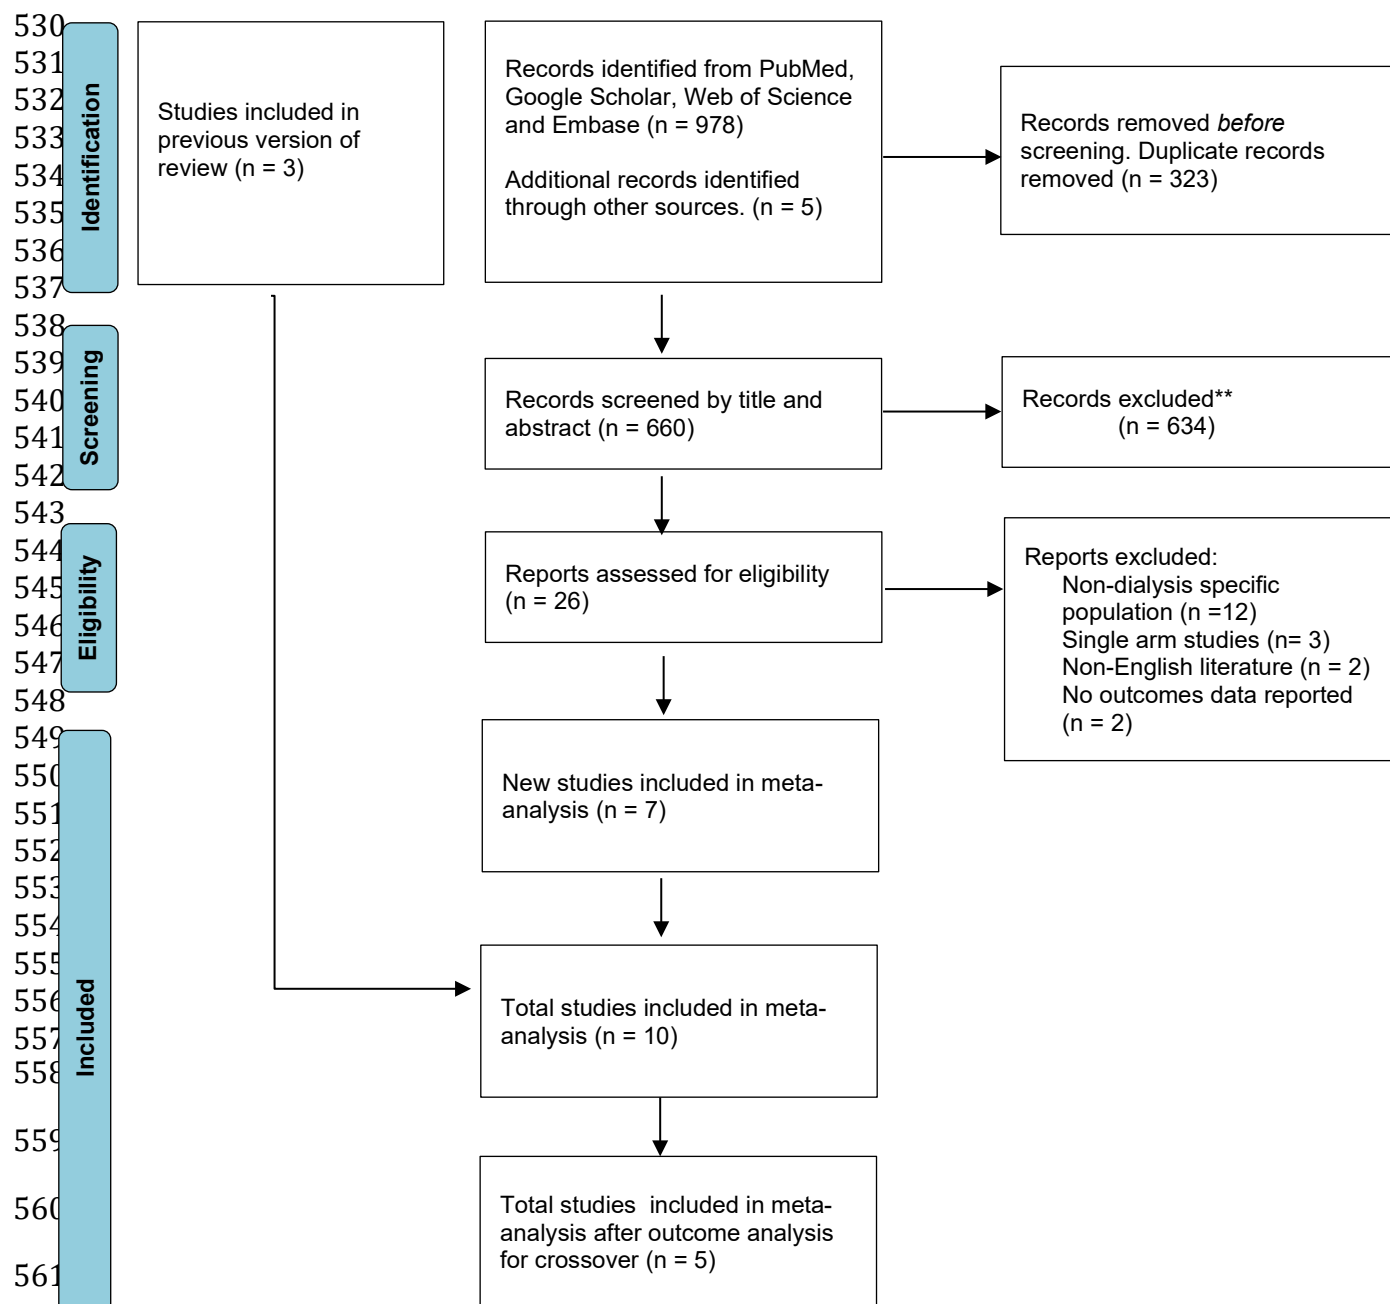 530
531
532
533
534
535
536
537
538
539
540
541
542
543
544
545
546
547
548
549
550
551
552
553
554
555
556
557
558
559
560
561
Identification
Studies included in
previous version of
review (n = 3)
Records identified from PubMed,
Google Scholar, Web of Science
and Embase (n = 978)
Additional records identified
through other sources. (n = 5)
Records removed before
screening. Duplicate records
removed (n = 323)
Screening
Records screened by title and
abstract (n = 660)
Records excluded**
(n = 634)
Eligibility
Reports assessed for eligibility
(n = 26)
Reports excluded:
Non-dialysis specific
population (n =12)
Single arm studies (n= 3)
Non-English literature (n = 2)
No outcomes data reported
(n = 2)
Included
New studies included in meta-
analysis (n = 7)
Total studies included in meta-
analysis (n = 10)
Total studies  included in meta-
analysis after outcome analysis
for crossover (n = 5)